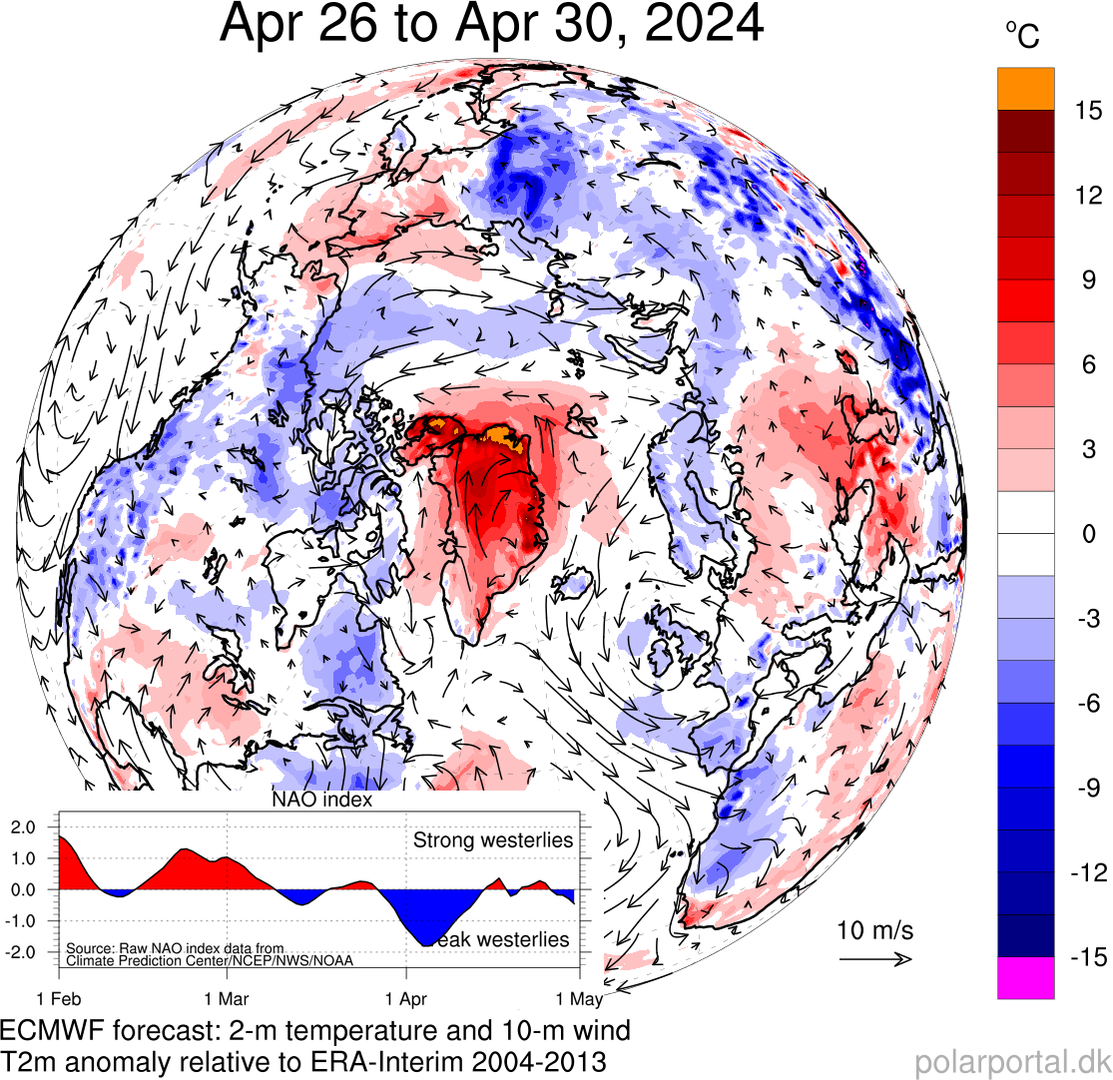 Apr 26 to Apr 30, 2024
°C
15
12
9
6
3
0
-3
-6
-9
-12
-15
10 m/s
NAO index
2.0
1.0
0.0
-1.0
-2.0
Strong westerlies
eak westerlies
Source: Raw NAO index data from
Climate Prediction Center/NCEP/NWS/NOAA
1 Feb
1 Mar
1 Apr
1 May
ECMWF forecast: 2-m temperature and 10-m wind
T2m anomaly relative to ERA-Interim 2004-2013
polarportal.dk